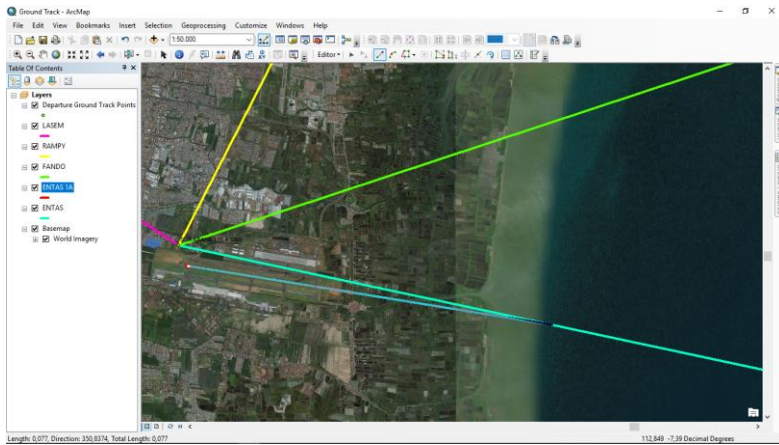 Ground Track - ArcMap
File Edit View Bookmarks Insert Selection Geoprocessing Customize Windows Help
1:50.000
Editor
Table Of Contents
Layers
Departure Ground Track Points
LASEM
RAMPY
FANDO
ENTAS 1A
ENTAS
Basemap
World Imagery
Length: 0,077, Direction: 350,8374, Total Length: 0,077
112,849 -7,39 Decimal Degrees